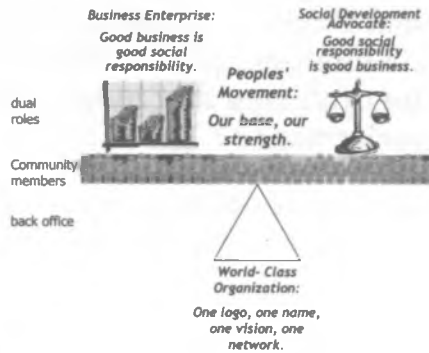 Business Enterprise:
Good business is
good social
responsibility.
Social Development
Advocate:
Good social
responsibility
is good business.
Peoples'
Movement:
Our base, our
strength.
dual
roles
Community
members
back office
World- Class
Organization:
One logo, one name,
one vision, one
network.